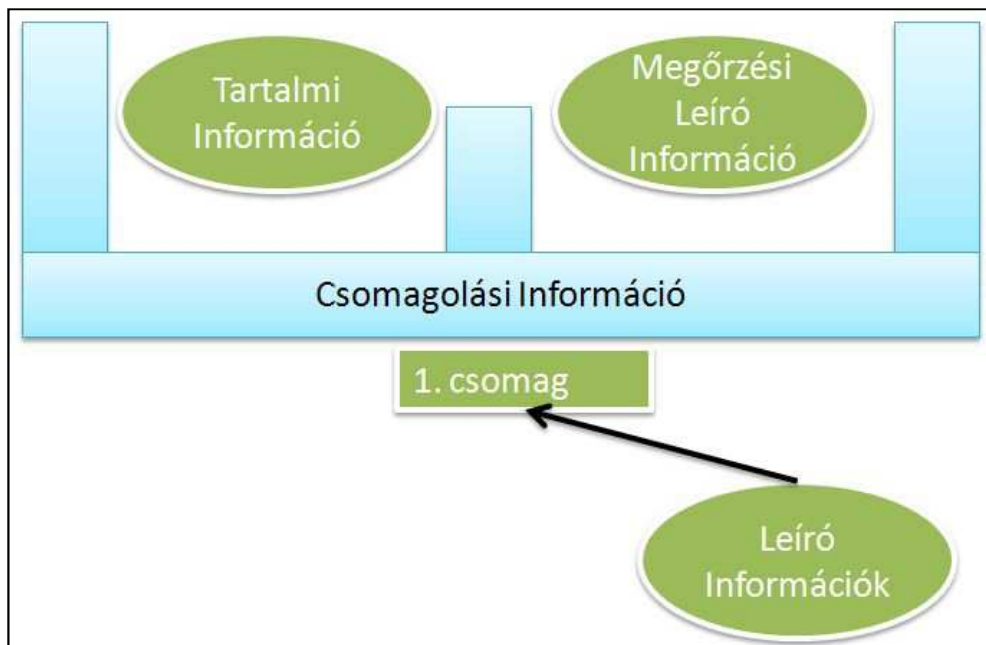 Tartalmi
Információ
Megőrzési
Leíró
Információ
Csomagolási Információ
1. csomag
Leíró
Információk